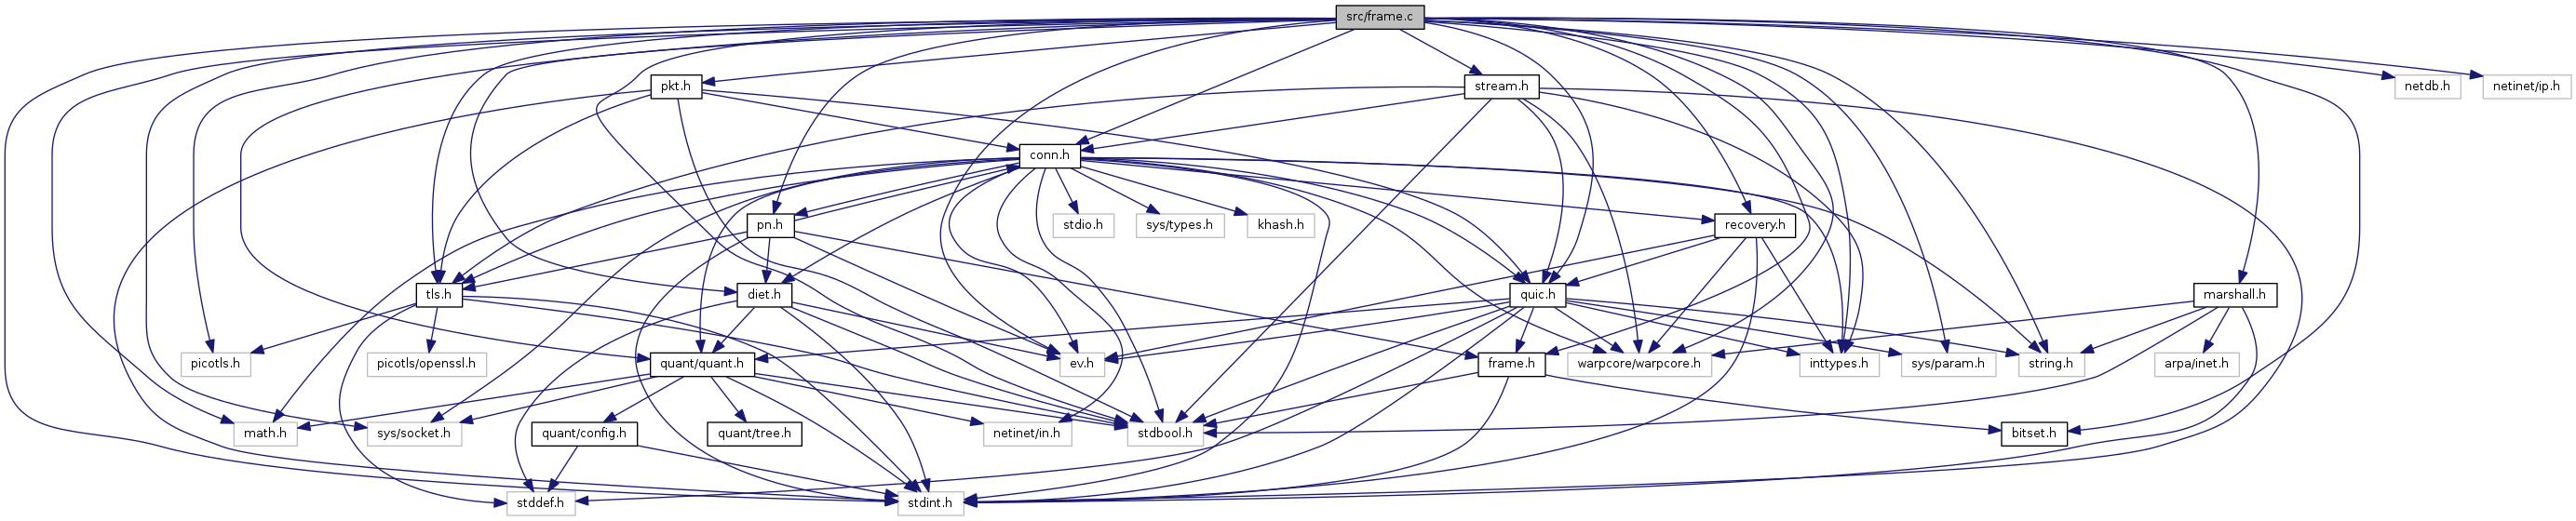 src/frame.c
pkt.h
stream.h
netdb.h
netinet/ip.h
conn.h
pn.h
stdio.h
sys/types.h
khash.h
recovery.h
tls.h
diet.h
quic.h
marshall.h
picotls.h
picotls/openssl.h
quant/quant.h
ev.h
frame.h
warpcore/warpcore.h
inttypes.h
sys/param.h
string.h
arpa/inet.h
math.h
sys/socket.h
quant/config.h
quant/tree.h
netinet/in.h
stdbool.h
bitset.h
stddef.h
stdint.h